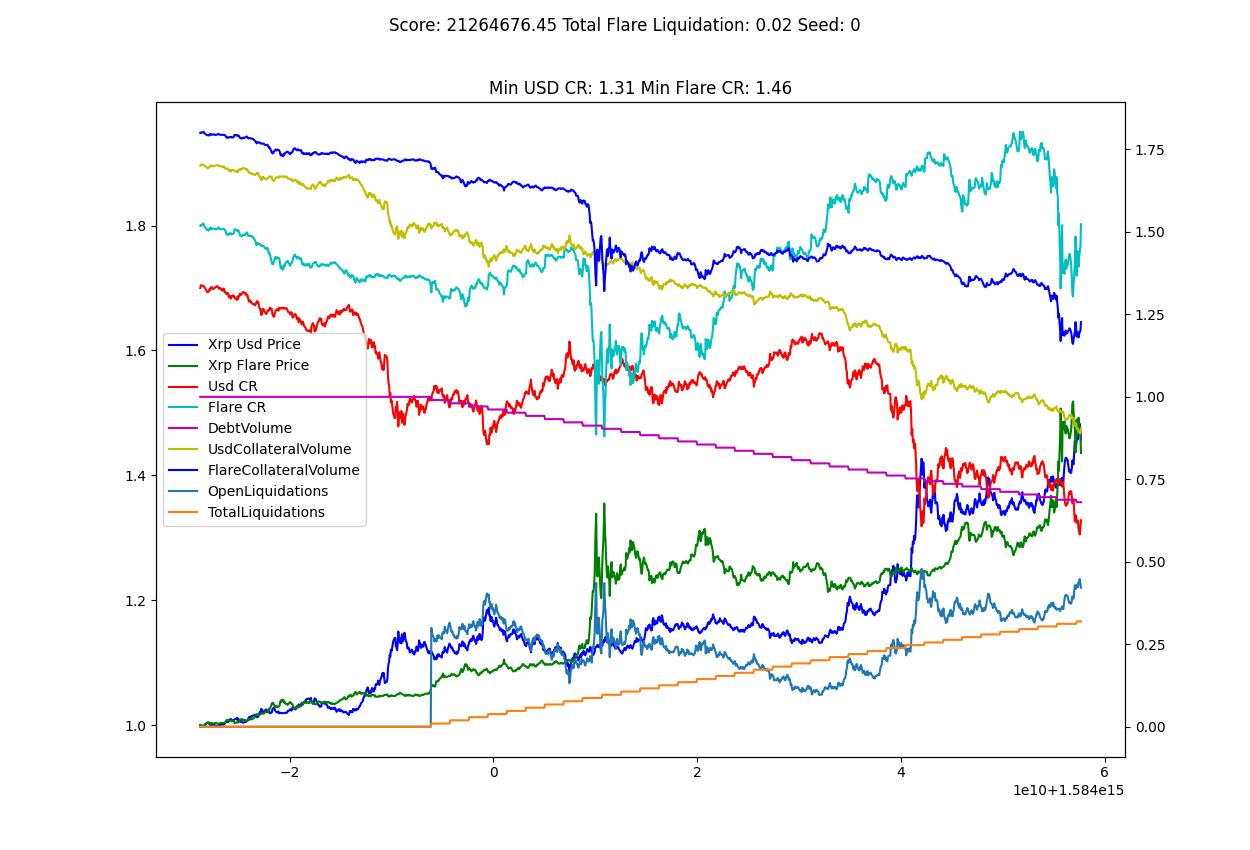 Score: 21264676.45 Total Flare Liquidation: 0.02 Seed: 0
Min USD CR: 1.31 Min Flare CR: 1.46
1.8
1.6
1.4
1.2
1.0
1.75
1.50
1.25
1.00
0.75
0.50
0.25
0.00
Xrp Usd Price
Xrp Flare Price
Usd CR
Flare CR
DebtVolume
UsdCollateralVolume
FlareCollateralVolume
OpenLiquidations
TotalLiquidations
−2 0 2 4 6
1e10+1.584e15